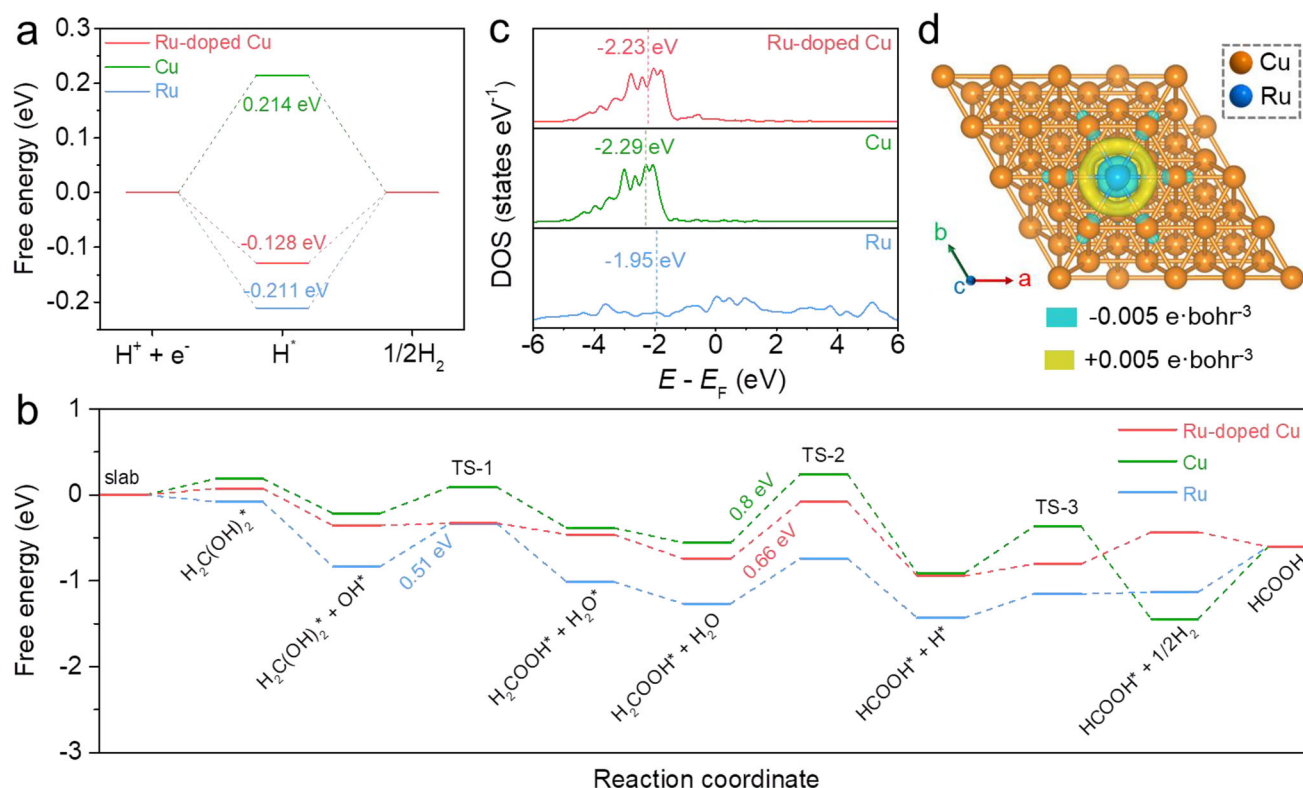 a
Free energy (eV)
0.3
0.2
0.1
0.0
-0.1
-0.2
Ru-doped Cu
Cu
Ru
0.214 eV
-0.128 eV
-0.211 eV
H⁺ + e⁻
H*
1/2H₂
c
DOS (states eV⁻¹)
-2.23 eV
Ru-doped Cu
-2.29 eV
Cu
-1.95 eV
Ru
-6
-4
-2
0
2
4
6
E - E_F (eV)
d
Cu
Ru
b
c
a
-0.005 e·bohr⁻³
+0.005 e·bohr⁻³
b
Free energy (eV)
1
0
-1
-2
-3
Ru-doped Cu
Cu
Ru
slab
H₂C(OH)₂*
H₂C(OH)₂* + OH*
TS-1
0.51 eV
H₂COOH* + H₂O*
H₂COOH* + H₂O
0.8 eV
0.66 eV
TS-2
HCOOH* + H*
TS-3
HCOOH* + 1/2H₂
HCOOH
Reaction coordinate